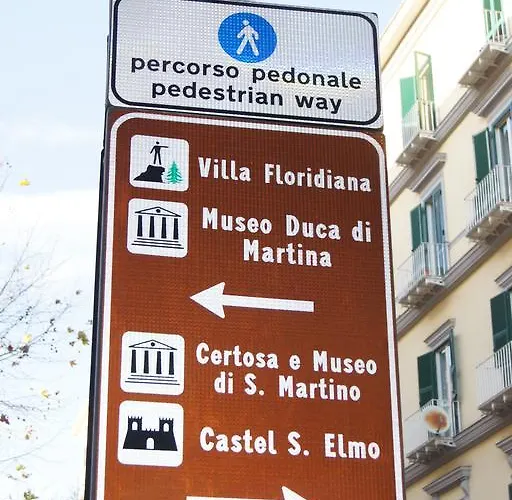 percorso pedonale
pedestrian way
Villa Floridiana
Museo Duca di
Martina
Certosa e Museo
di S. Martino
Castel S. Elmo